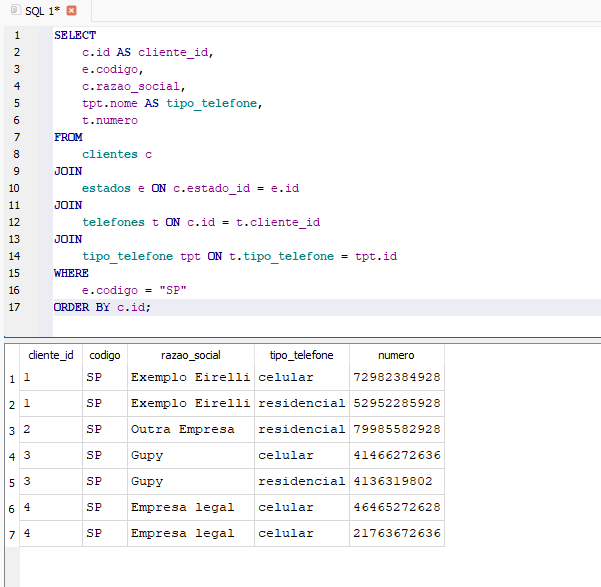 SQL 1*
1 SELECT
2 c.id AS cliente_id,
3 e.codigo,
4 c.razao_social,
5 tpt.nome AS tipo_telefone,
6 t.numero
7 FROM
8 clientes c
9 JOIN
10 estados e ON c.estado_id = e.id
11 JOIN
12 telefones t ON c.id = t.cliente_id
13 JOIN
14 tipo_telefone tpt ON t.tipo_telefone = tpt.id
15 WHERE
16 e.codigo = "SP"
17 ORDER BY c.id;
cliente_id codigo razao_social tipo_telefone numero
1 1 SP Exemplo Eirelli celular 72982384928
2 1 SP Exemplo Eirelli residencial 52952285928
3 2 SP Outra Empresa residencial 79985582928
4 3 SP Gupy celular 41466272636
5 3 SP Gupy residencial 4136319802
6 4 SP Empresa legal celular 46465272628
7 4 SP Empresa legal celular 21763672636